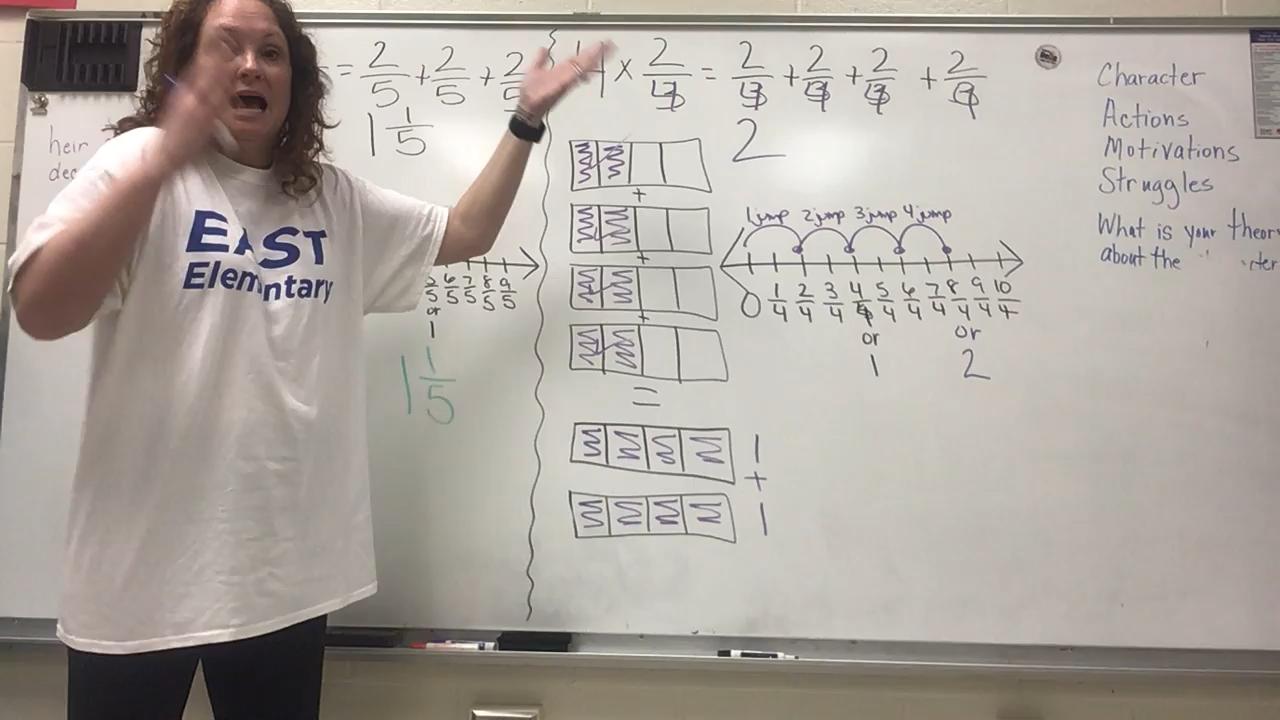 = 2/5 + 2/5 + 2/5
1 1/5
4 × 2/4 = 2/4 + 2/4 + 2/4 + 2/4
2
+
+
+
=
1
+
1
1 jump 2 jump 3 jump 4 jump
0 1/4 2/4 3/4 4/4 5/4 6/4 7/4 8/4 9/4 10/4
or or
1 2
5/5 6/5 7/5 8/5 9/5
or
1
1 1/5
heir
Character
Actions
Motivations
Struggles
What is your theory
about the
EAST
Elementary